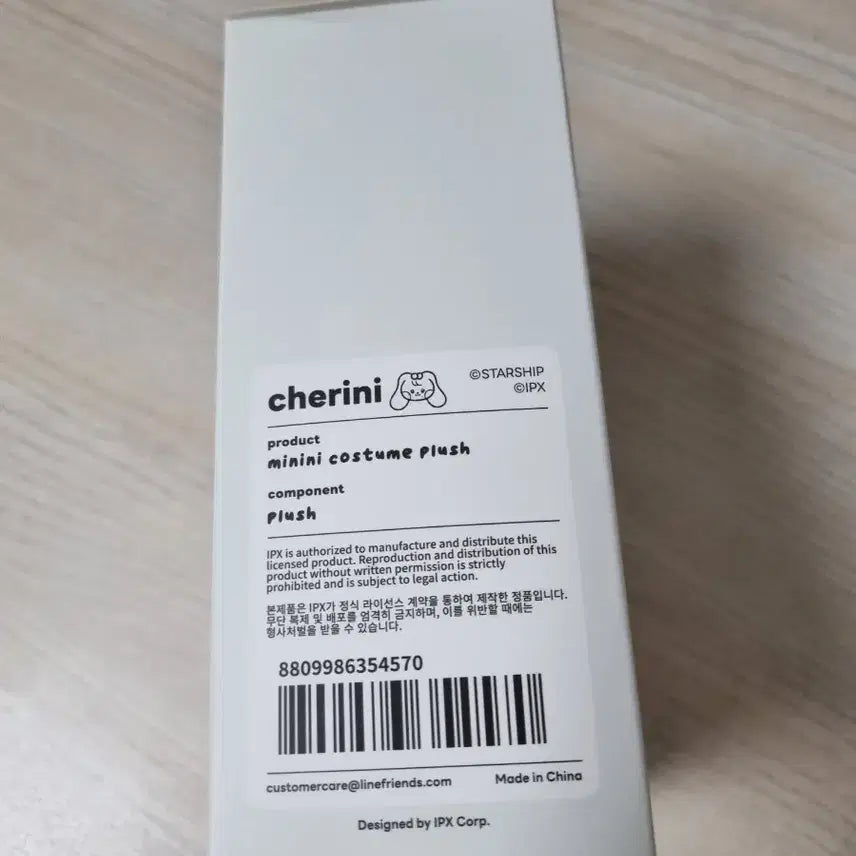 cherini
©STARSHIP
©IPX
product
minini costume plush
component
plush
IPX is authorized to manufacture and distribute this
licensed product. Reproduction and distribution of this
product without written permission is strictly
prohibited and is subject to legal action.
본제품은 IPX가 정식 라이선스 계약을 통하여 제작한 정품입니다.
무단 복제 및 배포를 엄격히 금지하며, 이를 위반할 때에는
형사처벌을 받을 수 있습니다.
8809986354570
customercare@linefriends.com
Made in China
Designed by IPX Corp.